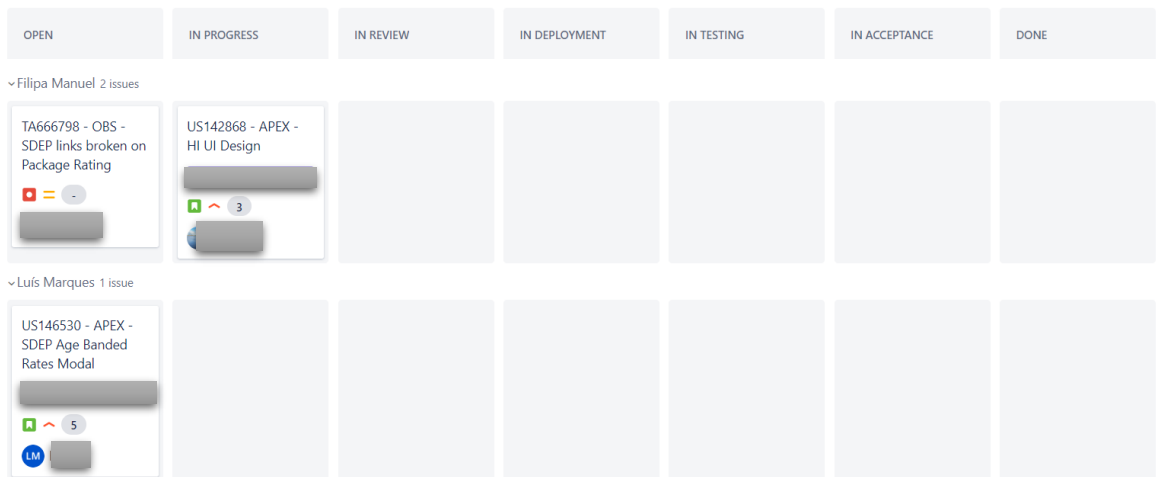 OPEN
IN PROGRESS
IN REVIEW
IN DEPLOYMENT
IN TESTING
IN ACCEPTANCE
DONE
Filipa Manuel 2 issues
TA666798 - OBS -
SDEP links broken on
Package Rating
-
US142868 - APEX -
HI UI Design
3
Luís Marques 1 issue
US146530 - APEX -
SDEP Age Banded
Rates Modal
5
LM